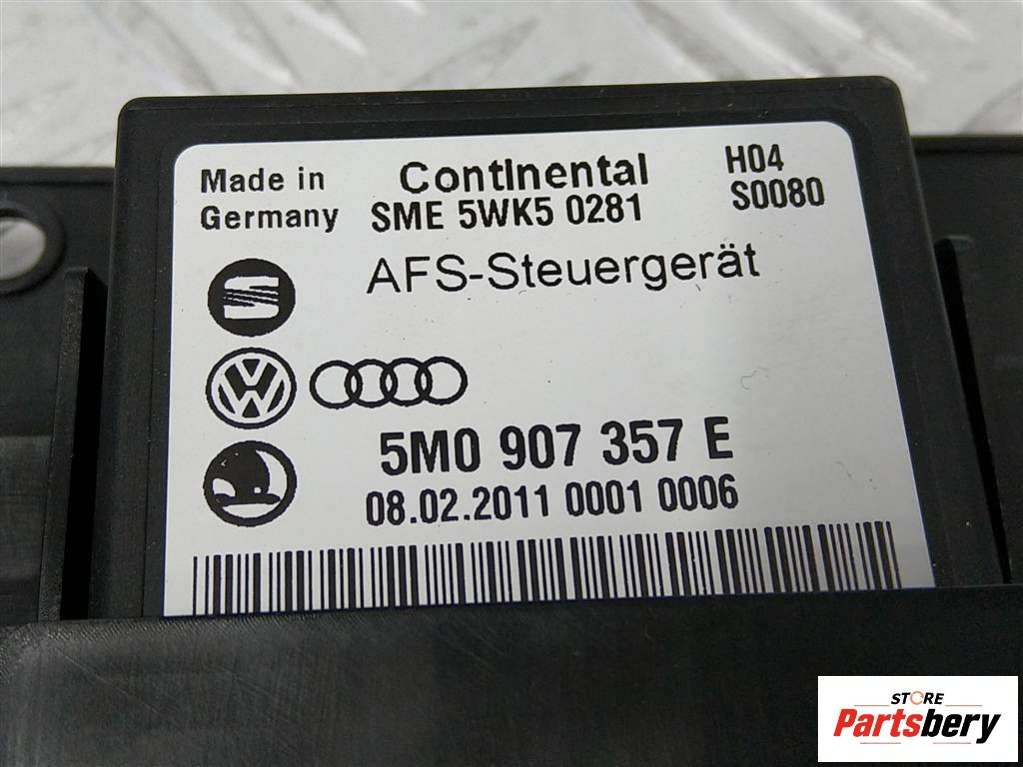 Made in
Germany
Continental
SME 5WK5 0281
H04
S0080
AFS-Steuergerät
5M0 907 357 E
08.02.2011 0001 0006
STORE
Partsbery